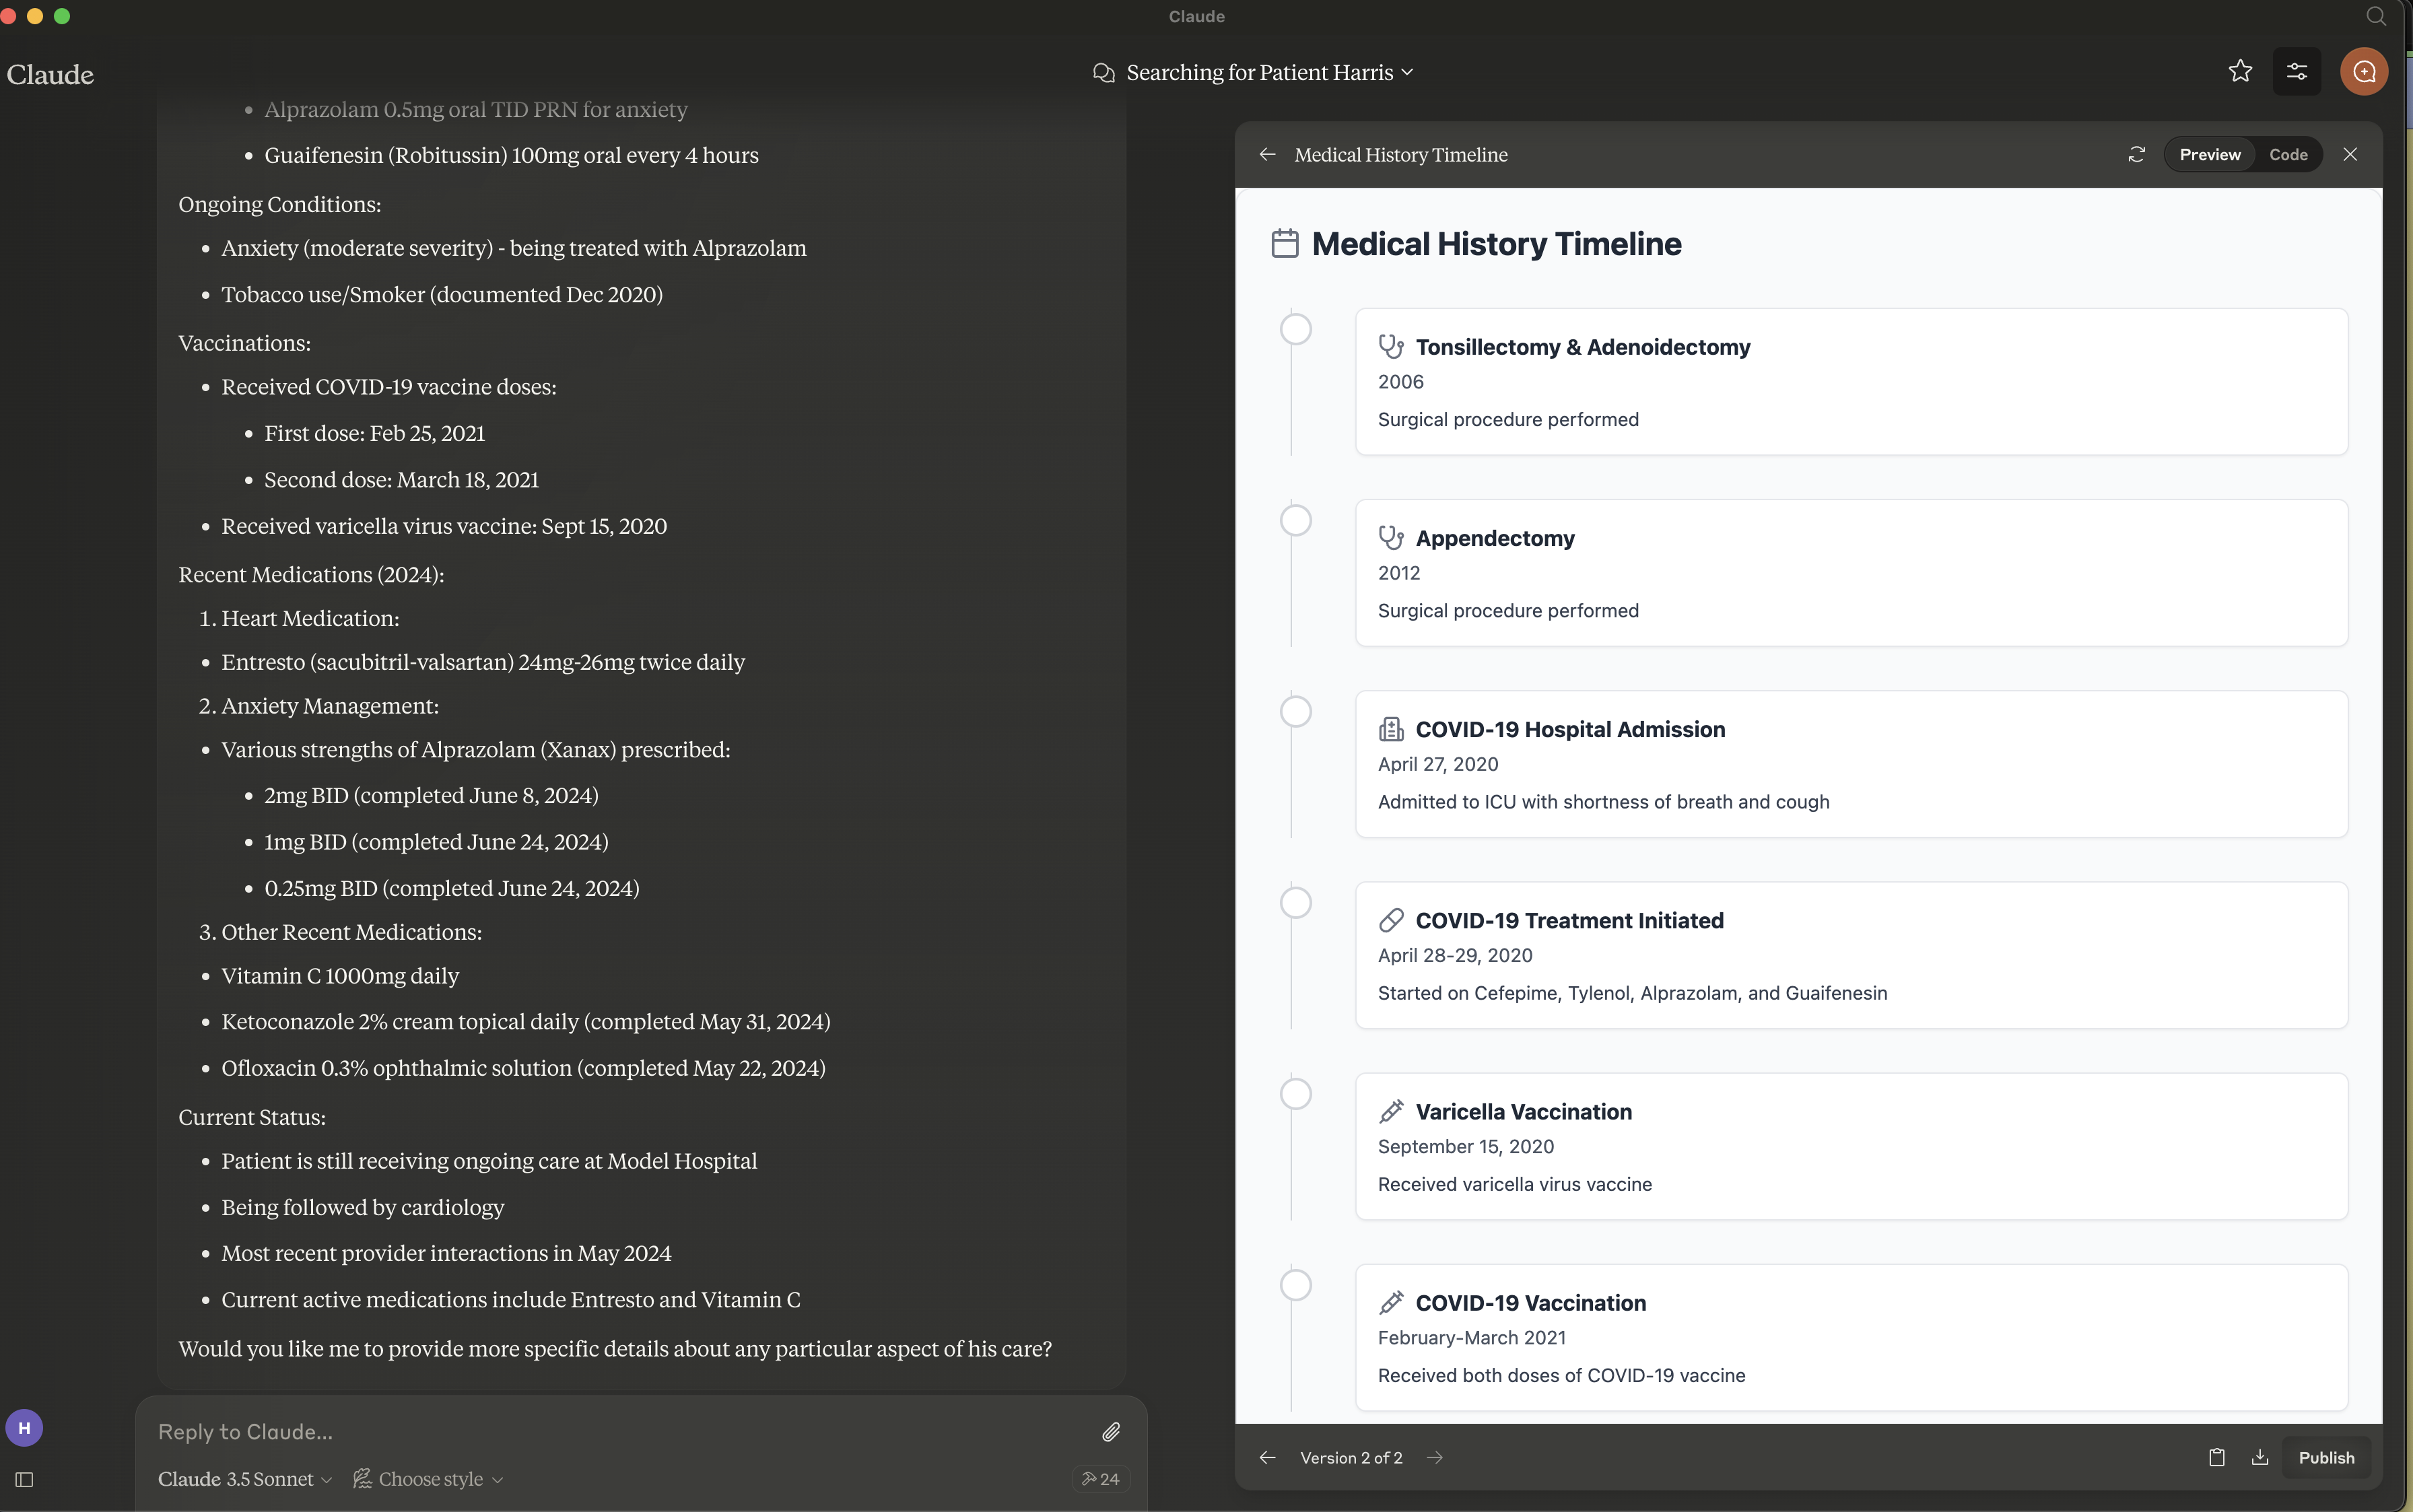 Claude
Claude
Searching for Patient Harris
Alprazolam 0.5mg oral TID PRN for anxiety
Guaifenesin (Robitussin) 100mg oral every 4 hours
Ongoing Conditions:
Anxiety (moderate severity) - being treated with Alprazolam
Tobacco use/Smoker (documented Dec 2020)
Vaccinations:
Received COVID-19 vaccine doses:
First dose: Feb 25, 2021
Second dose: March 18, 2021
Received varicella virus vaccine: Sept 15, 2020
Recent Medications (2024):
1. Heart Medication:
Entresto (sacubitril-valsartan) 24mg-26mg twice daily
2. Anxiety Management:
Various strengths of Alprazolam (Xanax) prescribed:
2mg BID (completed June 8, 2024)
1mg BID (completed June 24, 2024)
0.25mg BID (completed June 24, 2024)
3. Other Recent Medications:
Vitamin C 1000mg daily
Ketoconazole 2% cream topical daily (completed May 31, 2024)
Ofloxacin 0.3% ophthalmic solution (completed May 22, 2024)
Current Status:
Patient is still receiving ongoing care at Model Hospital
Being followed by cardiology
Most recent provider interactions in May 2024
Current active medications include Entresto and Vitamin C
Would you like me to provide more specific details about any particular aspect of his care?
H
Reply to Claude...
Claude 3.5 Sonnet
Choose style
24
Medical History Timeline
Preview
Code
Medical History Timeline
Tonsillectomy & Adenoidectomy
2006
Surgical procedure performed
Appendectomy
2012
Surgical procedure performed
COVID-19 Hospital Admission
April 27, 2020
Admitted to ICU with shortness of breath and cough
COVID-19 Treatment Initiated
April 28-29, 2020
Started on Cefepime, Tylenol, Alprazolam, and Guaifenesin
Varicella Vaccination
September 15, 2020
Received varicella virus vaccine
COVID-19 Vaccination
February-March 2021
Received both doses of COVID-19 vaccine
Version 2 of 2
Publish